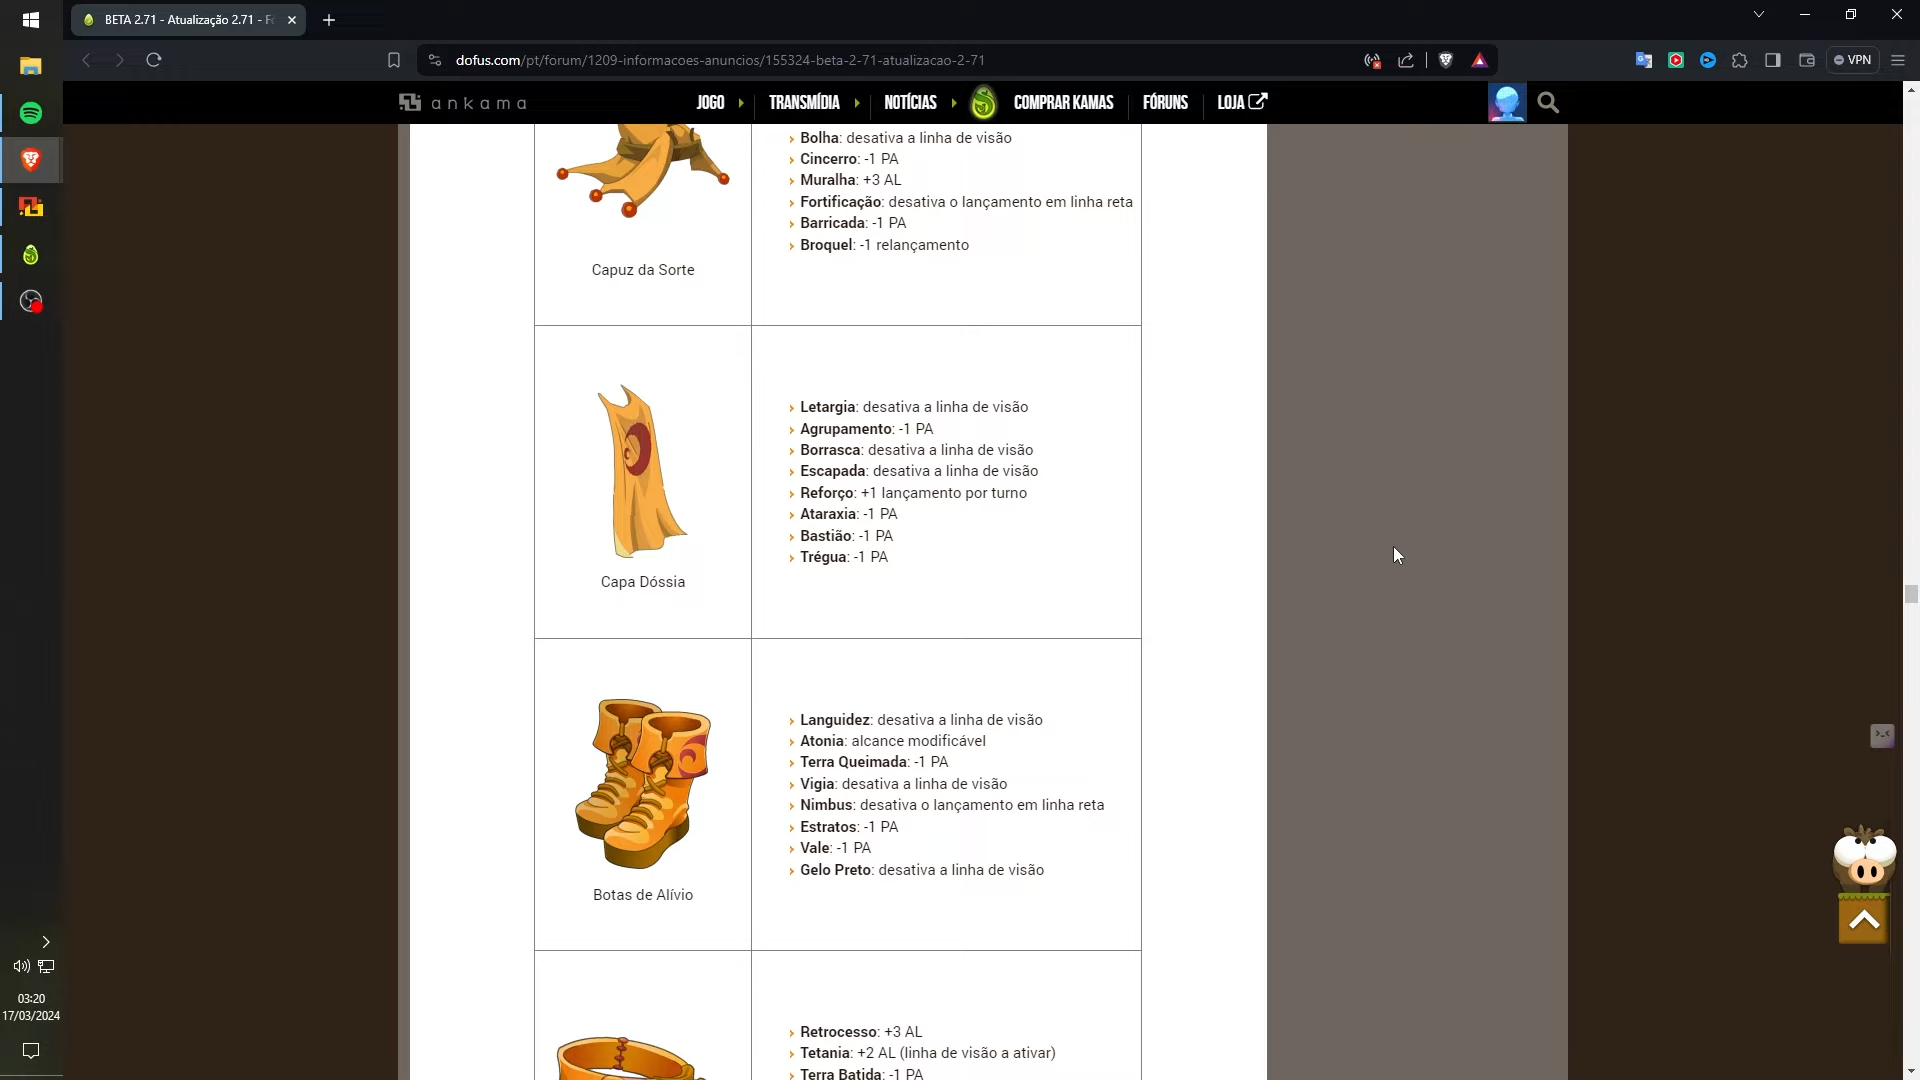 BETA 2.71 - Atualização 2.71 - F
dofus.com/pt/forum/1209-informacoes-anuncios/155324-beta-2-71-atualizacao-2-71
VPN
ankama
JOGO
TRANSMÍDIA
NOTÍCIAS
COMPRAR KAMAS
FÓRUNS
LOJA
Bolha: desativa a linha de visão
Cincerro: -1 PA
Muralha: +3 AL
Fortificação: desativa o lançamento em linha reta
Barricada: -1 PA
Broquel: -1 relançamento
Capuz da Sorte
Letargia: desativa a linha de visão
Agrupamento: -1 PA
Borrasca: desativa a linha de visão
Escapada: desativa a linha de visão
Reforço: +1 lançamento por turno
Ataraxia: -1 PA
Bastião: -1 PA
Trégua: -1 PA
Capa Dóssia
Languidez: desativa a linha de visão
Atonia: alcance modificável
Terra Queimada: -1 PA
Vigia: desativa a linha de visão
Nimbus: desativa o lançamento em linha reta
Estratos: -1 PA
Vale: -1 PA
Gelo Preto: desativa a linha de visão
Botas de Alívio
Retrocesso: +3 AL
Tetania: +2 AL (linha de visão a ativar)
Terra Batida: -1 PA
03:20
17/03/2024